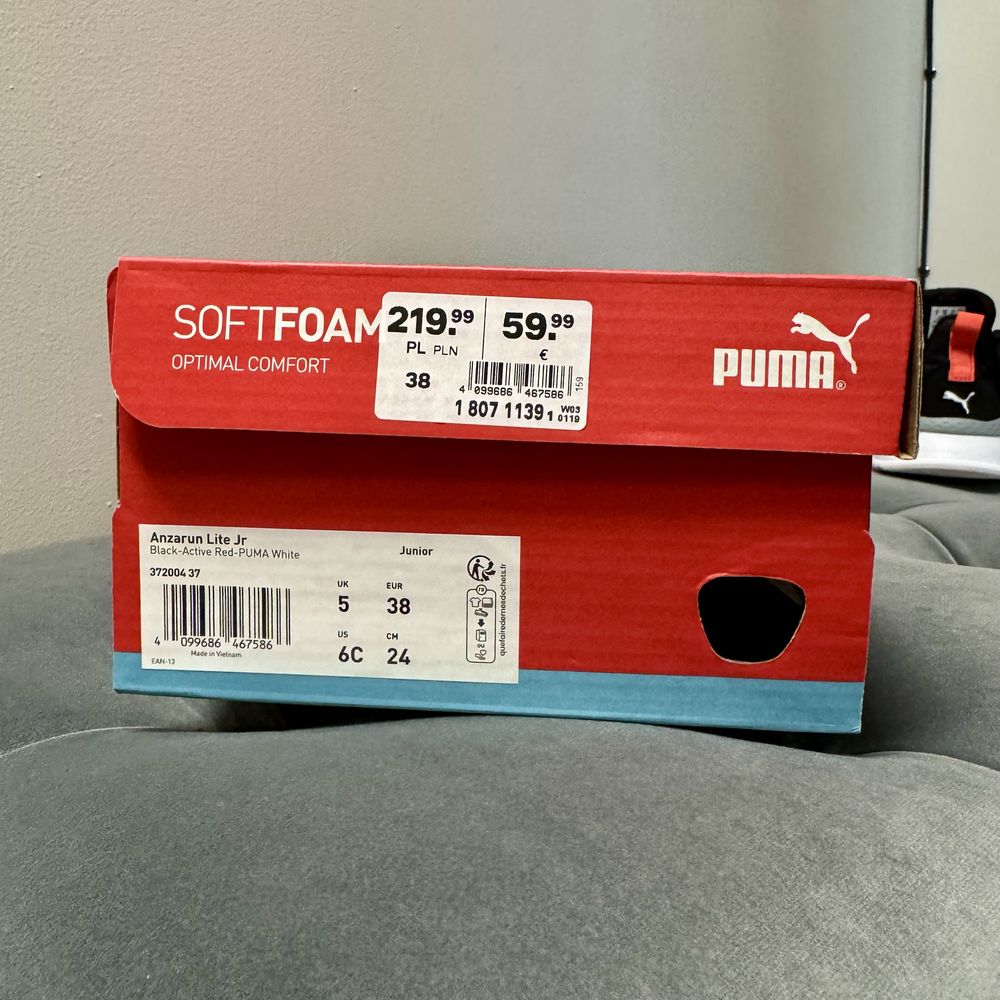 SOFTFOAM
OPTIMAL COMFORT
219.99
PL PLN
59.99
€
38
4 099686 467586
159
1 807 1139 1
W03
0119
PUMA®
Anzarun Lite Jr
Black-Active Red-PUMA White
Junior
372004 37
4 099686 467586
Made in Vietnam
EAN-13
UK
5
EUR
38
US
6C
CM
24
FR
quefairedemesdechets.fr